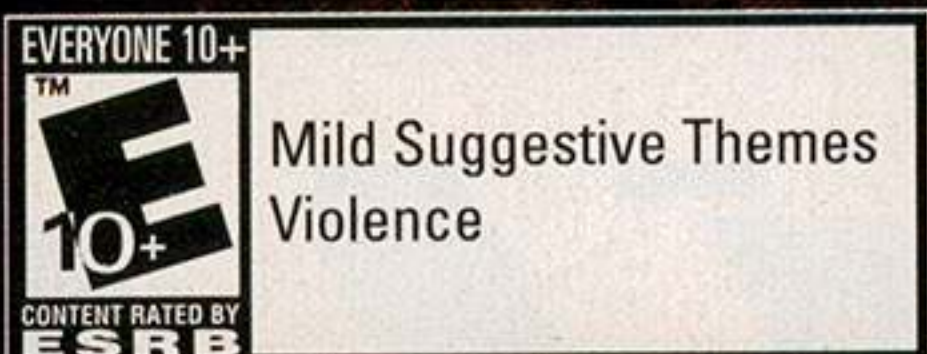 EVERYONE 10+
TM
E
10+
CONTENT RATED BY
ESRB
Mild Suggestive Themes
Violence